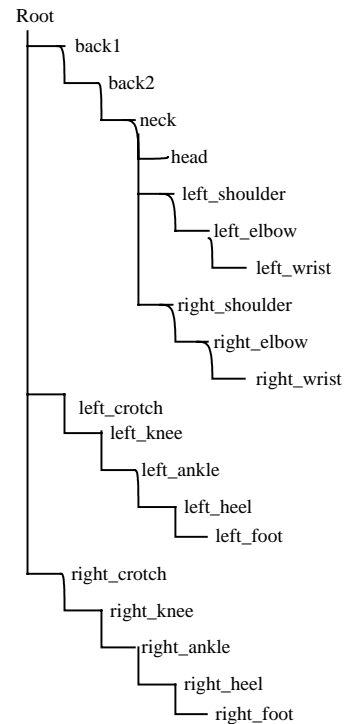 Root
back1
back2
neck
head
left_shoulder
left_elbow
left_wrist
right_shoulder
right_elbow
right_wrist
left_crotch
left_knee
left_ankle
left_heel
left_foot
right_crotch
right_knee
right_ankle
right_heel
right_foot